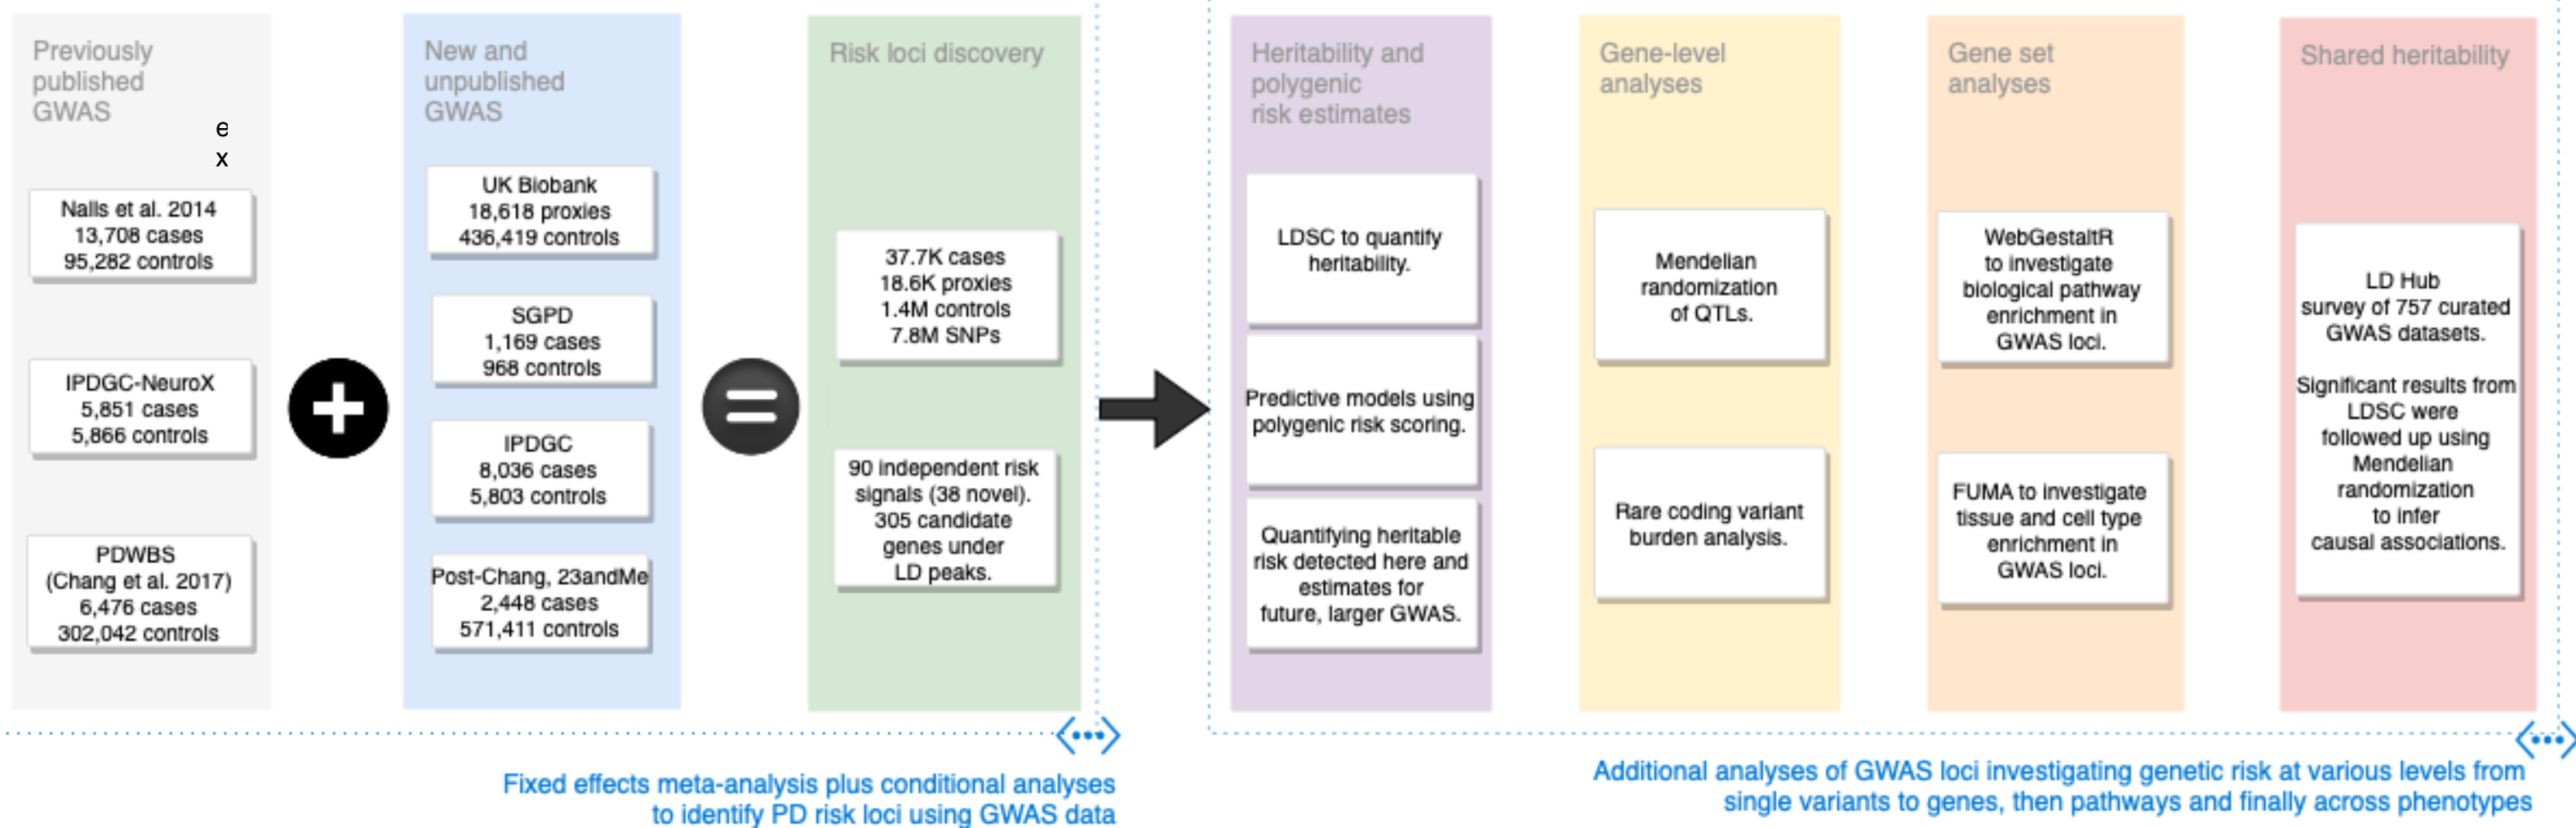 Previously
published
GWAS
e
x
Nalls et al. 2014
13,708 cases
95,282 controls
IPDGC-NeuroX
5,851 cases
5,866 controls
PDWBS
(Chang et al. 2017)
6,476 cases
302,042 controls
New and
unpublished
GWAS
UK Biobank
18,618 proxies
436,419 controls
SGPD
1,169 cases
968 controls
IPDGC
8,036 cases
5,803 controls
Post-Chang, 23andMe
2,448 cases
571,411 controls
Risk loci discovery
37.7K cases
18.6K proxies
1.4M controls
7.8M SNPs
90 independent risk
signals (38 novel).
305 candidate
genes under
LD peaks.
Fixed effects meta-analysis plus conditional analyses
to identify PD risk loci using GWAS data
Heritability and
polygenic
risk estimates
LDSC to quantify
heritability.
Predictive models using
polygenic risk scoring.
Quantifying heritable
risk detected here and
estimates for
future, larger GWAS.
Gene-level
analyses
Mendelian
randomization
of QTLs.
Rare coding variant
burden analysis.
Gene set
analyses
WebGestaltR
to investigate
biological pathway
enrichment in
GWAS loci.
FUMA to investigate
tissue and cell type
enrichment in
GWAS loci.
Shared heritability
LD Hub
survey of 757 curated
GWAS datasets.
Significant results from
LDSC were
followed up using
Mendelian
randomization
to infer
causal associations.
Additional analyses of GWAS loci investigating genetic risk at various levels from
single variants to genes, then pathways and finally across phenotypes